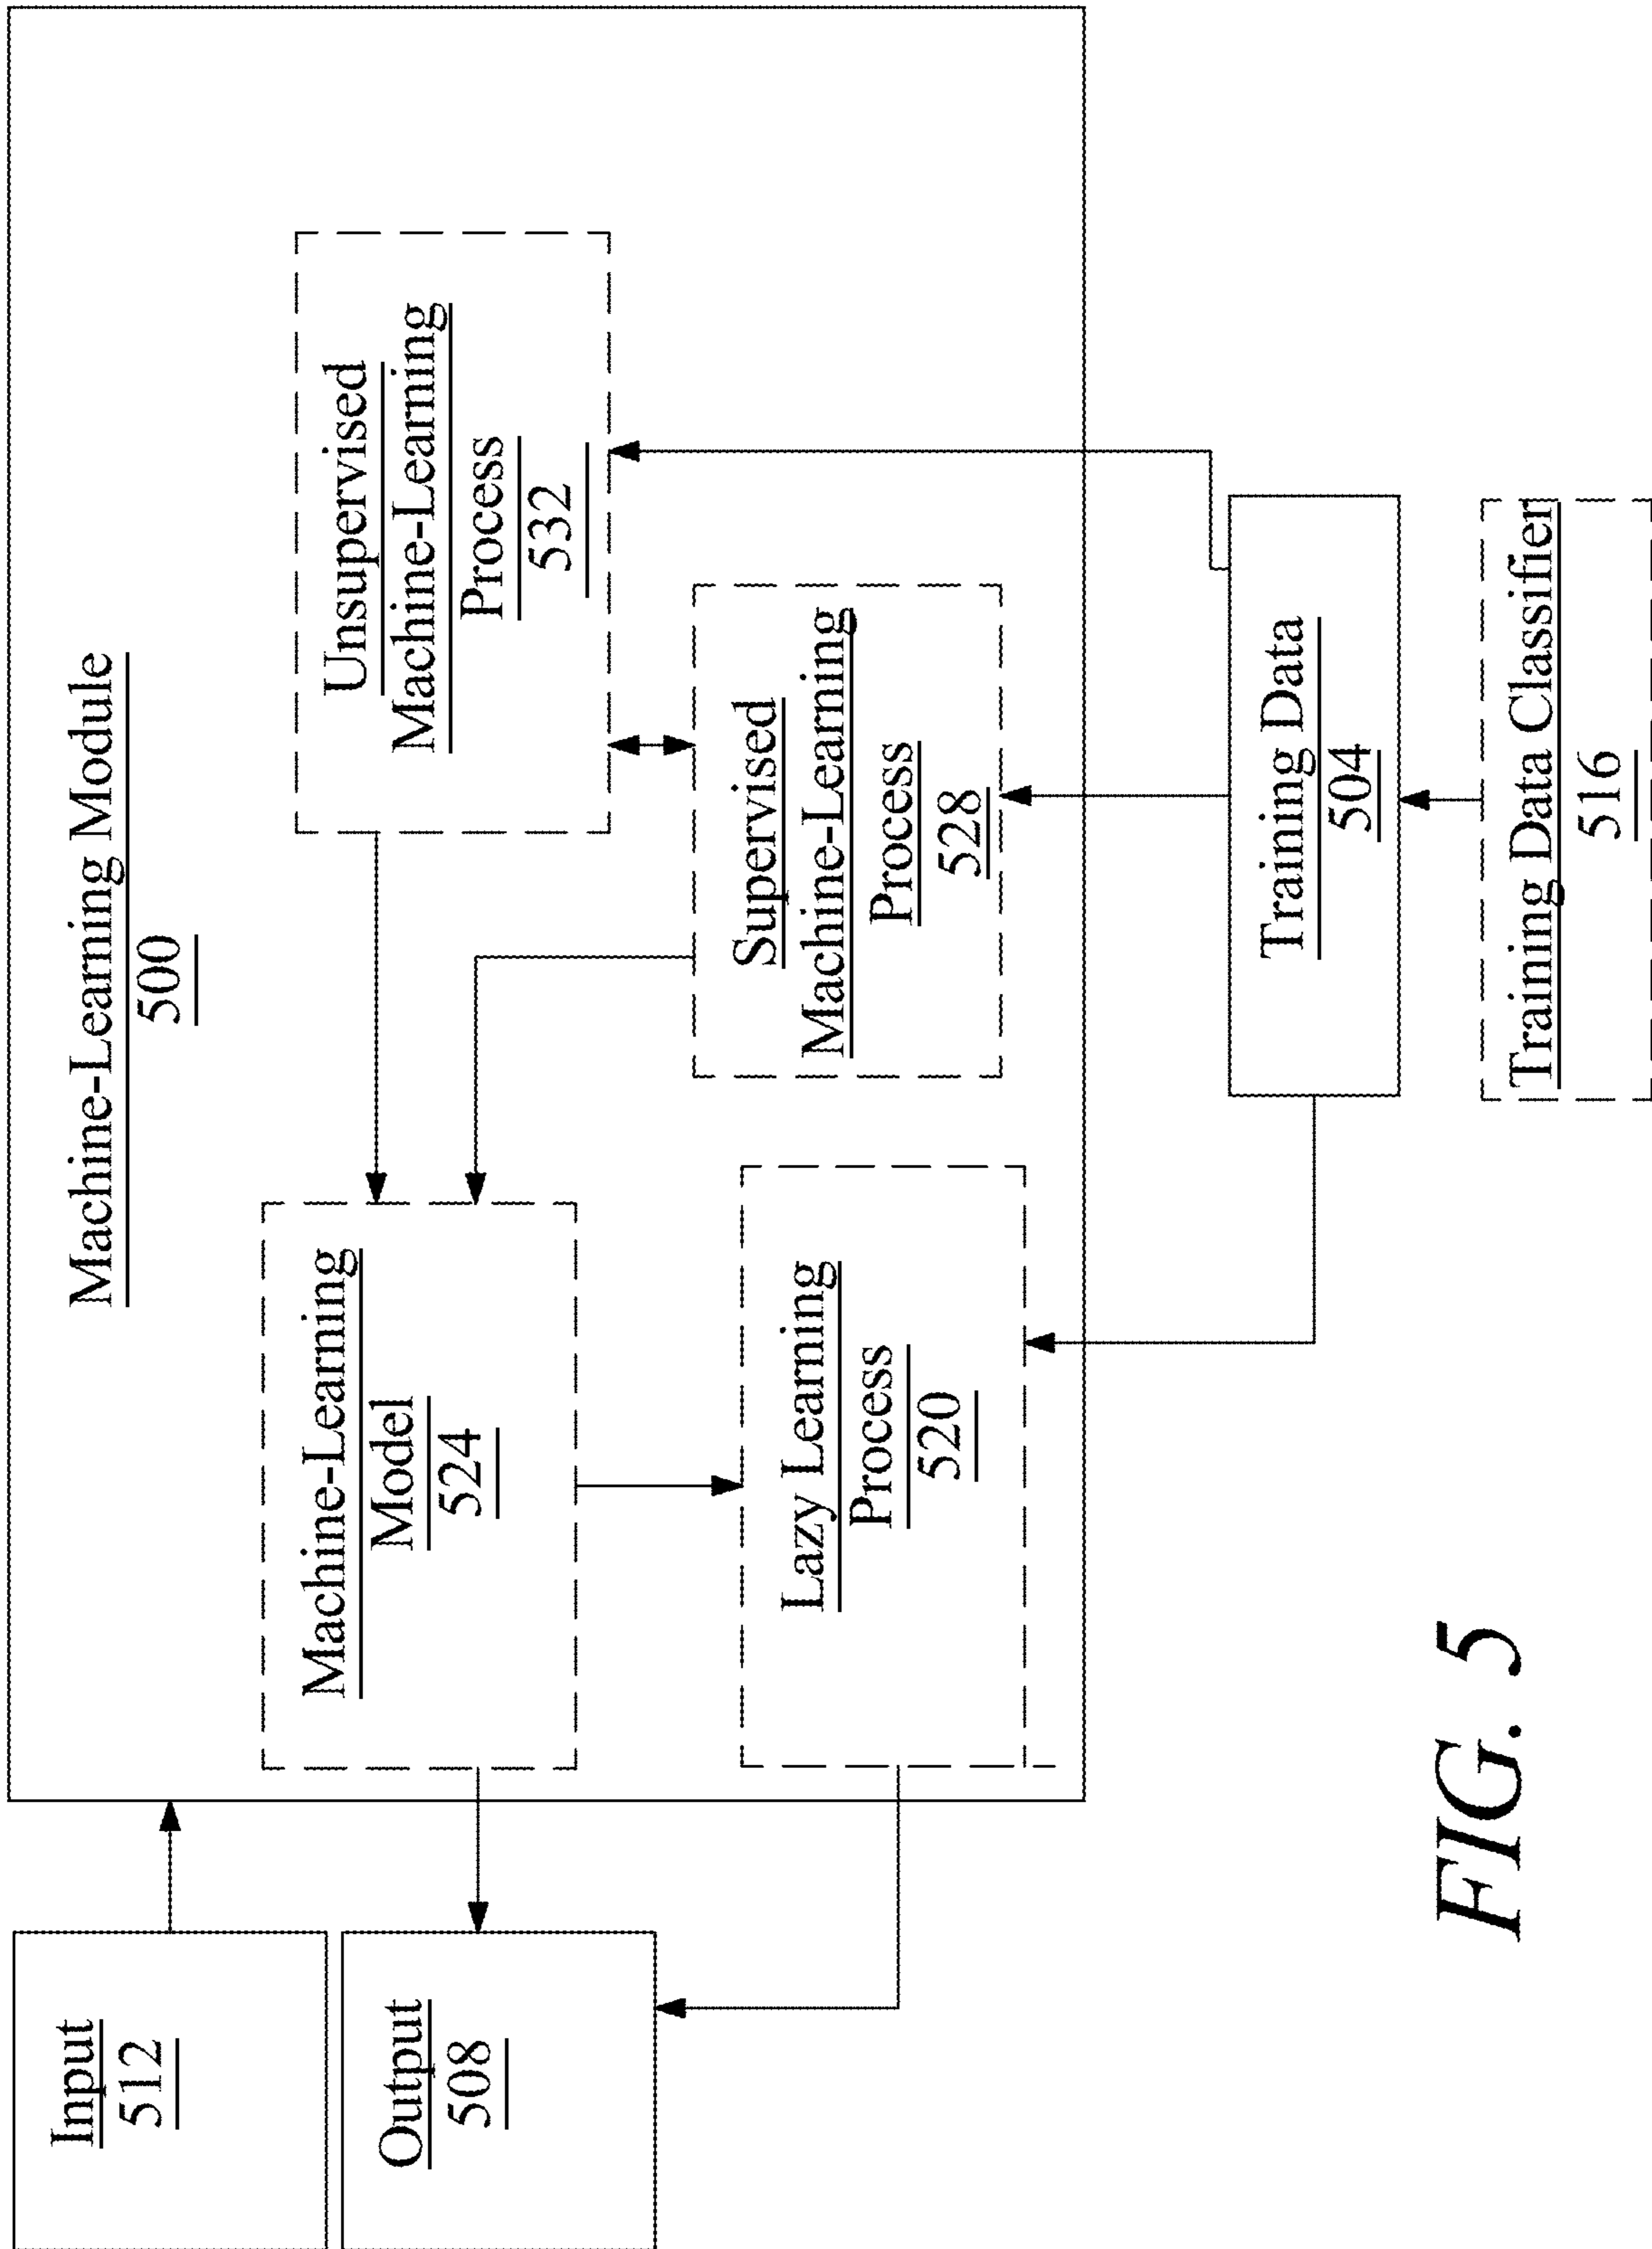 Machine-Learning Module
500
Input
512
Output
508
Machine-Learning
Model
524
Unsupervised
Machine-Learning
Process
532
Lazy Learning
Process
520
Supervised
Machine-Learning
Process
528
Training Data
504
Training Data Classifier
516
FIG. 5